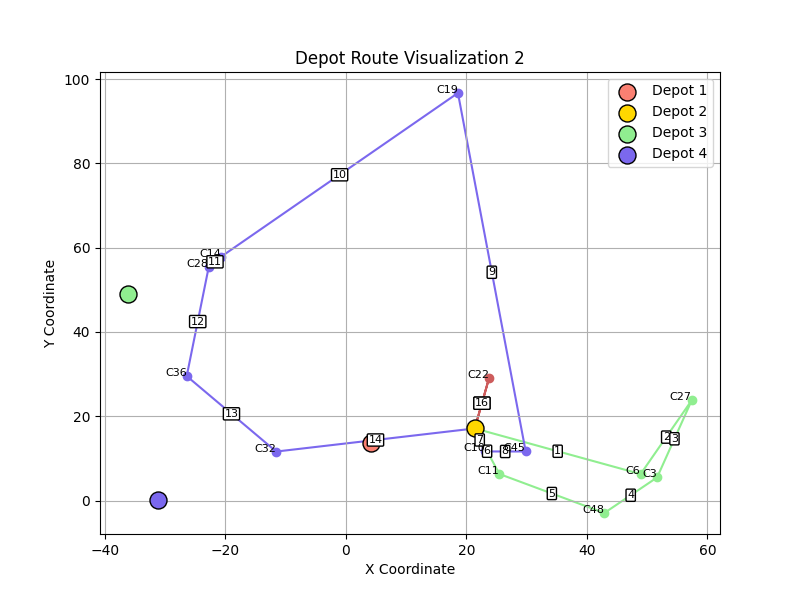 Depot Route Visualization 2
Depot 1
Depot 2
Depot 3
Depot 4
100
80
60
40
20
0
−40
−20
0
20
40
60
X Coordinate
Y Coordinate
C19
10
C14
C28
11
9
12
C36
C22
C27
13
16
14
C32
7
6
8
C45
1
2
3
C6
C3
C11
5
4
C48